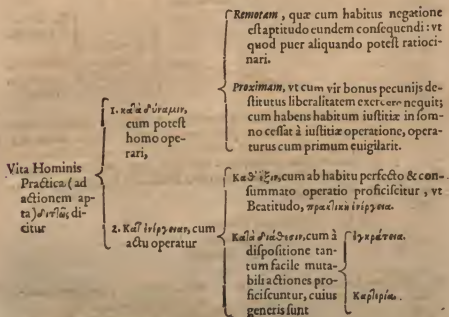 Remotam, quæ cum habitus negatione
est aptitudo eundem consequendi: vt
quod puer aliquando potest ratioci-
nari.
Proximam, vt cum vir bonus pecunijs de-
stitutus liberalitatem exercere nequit;
cum habens habitum iustitiæ in som-
no cessat à iustitiæ operatione, opera-
turus cum primum euigilarit.
1. κατὰ δύναμιν,
cum potest
homo ope-
rari,
Vita Hominis
Practica (ad
actionem ap-
ta) διττῶς di-
citur
2. Κατ' ἐνέργειαν, cum
actu operatur
Καθ' ἕξιν, cum ab habitu perfecto & con-
summato operatio proficiscitur, vt
Beatitudo, πρακτικὴ ἐνέργεια.
Κατὰ διάθεσιν, cum à
dispositione tan-
tum facile muta-
bili actiones pro-
ficiscuntur, cuius
generis sunt
ἐγκράτεια.
Καρτερία.